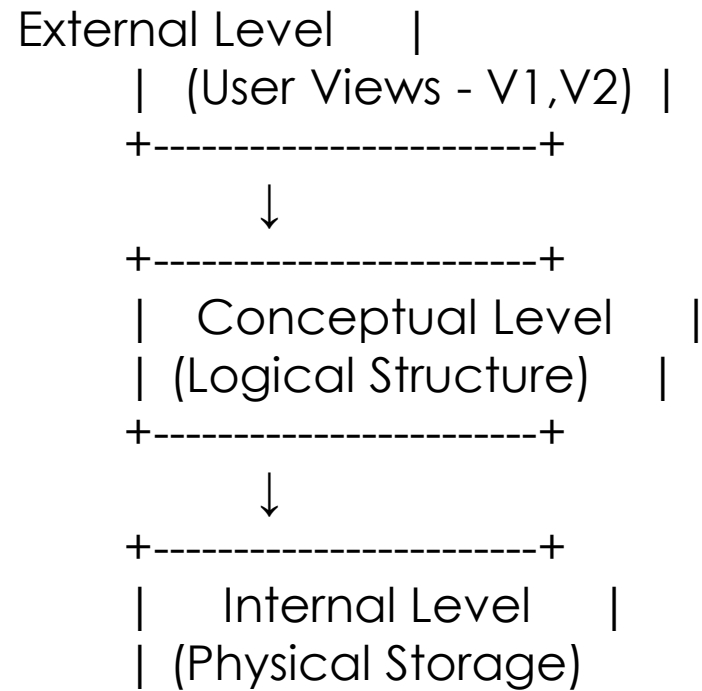 External Level |
| (User Views - V1,V2) |
+------------------------+
↓
+------------------------+
| Conceptual Level |
| (Logical Structure) |
+------------------------+
↓
+------------------------+
| Internal Level |
| (Physical Storage)